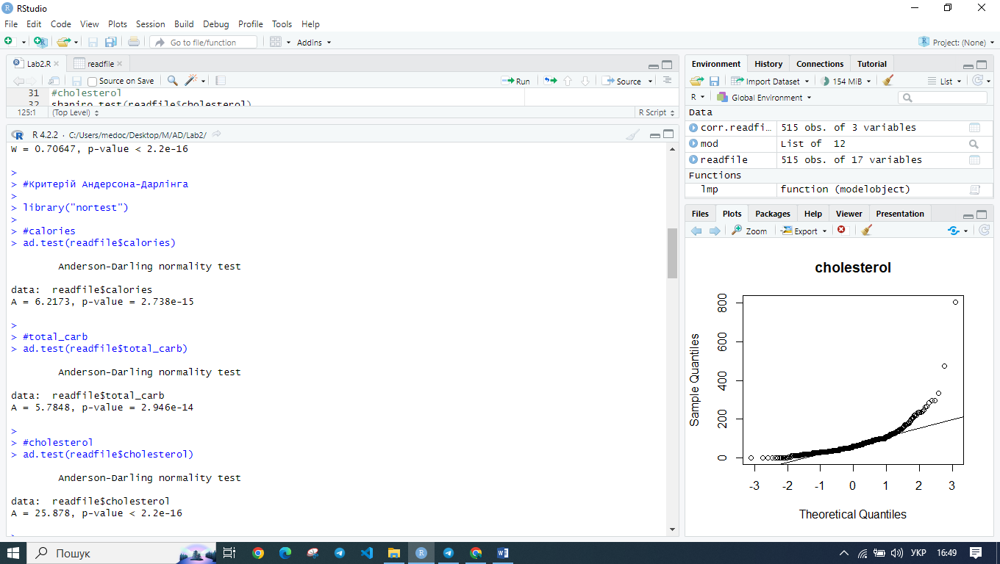 RStudio
File Edit Code View Plots Session Build Debug Profile Tools Help
Go to file/function Addins Project: (None)
Lab2.R readfile
Source on Save Run Source
31 #cholesterol
32 shapiro.test(readfile$cholesterol)
125:1 (Top Level) R Script
R 4.2.2 · C:/Users/medoc/Desktop/M/AD/Lab2/
W = 0.70647, p-value < 2.2e-16
>
> #Критерій Андерсона-Дарлінга
>
> library("nortest")
>
> #calories
> ad.test(readfile$calories)
Anderson-Darling normality test
data: readfile$calories
A = 6.2173, p-value = 2.738e-15
>
> #total_carb
> ad.test(readfile$total_carb)
Anderson-Darling normality test
data: readfile$total_carb
A = 5.7848, p-value = 2.946e-14
>
> #cholesterol
> ad.test(readfile$cholesterol)
Anderson-Darling normality test
data: readfile$cholesterol
A = 25.878, p-value < 2.2e-16
>
Environment History Connections Tutorial
Import Dataset 154 MiB List
R Global Environment
Data
corr.readfi… 515 obs. of 3 variables
mod List of 12
readfile 515 obs. of 17 variables
Functions
lmp function (modelobject)
Files Plots Packages Help Viewer Presentation
Zoom Export
cholesterol
Sample Quantiles
800
600
400
200
0
-3 -2 -1 0 1 2 3
Theoretical Quantiles
Пошук УКР 16:49